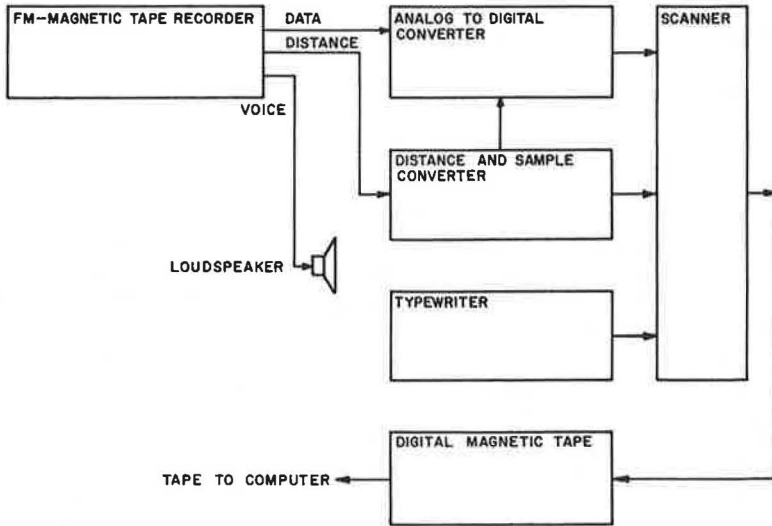 FM-MAGNETIC TAPE RECORDER
DATA
DISTANCE
VOICE
LOUDSPEAKER
ANALOG TO DIGITAL
CONVERTER
DISTANCE AND SAMPLE
CONVERTER
TYPEWRITER
SCANNER
DIGITAL MAGNETIC TAPE
TAPE TO COMPUTER